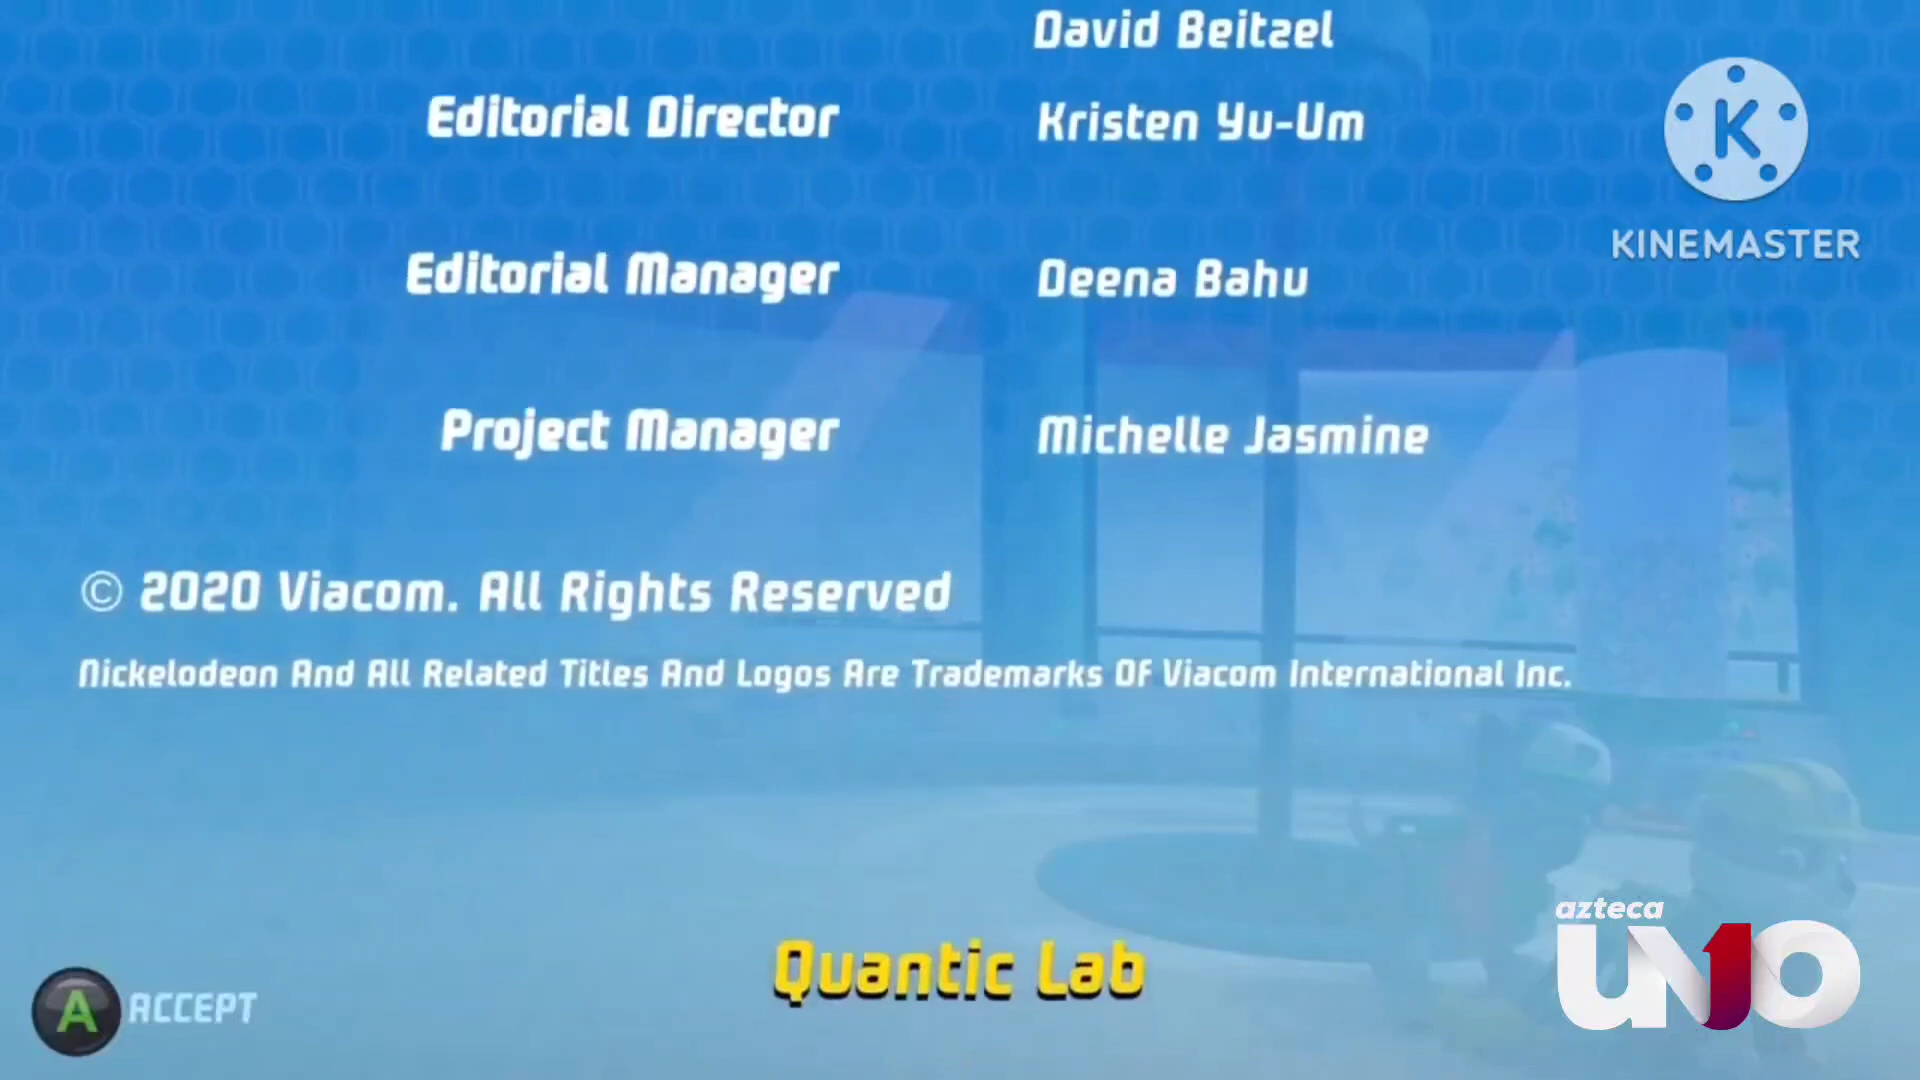 David Beitzel
Editorial Director Kristen Yu-Um
K
KINEMASTER
Editorial Manager Deena Bahu
Project Manager Michelle Jasmine
© 2020 Viacom. All Rights Reserved
Nickelodeon And All Related Titles And Logos Are Trademarks Of Viacom International Inc.
Quantic Lab
A ACCEPT
azteca
UN1O